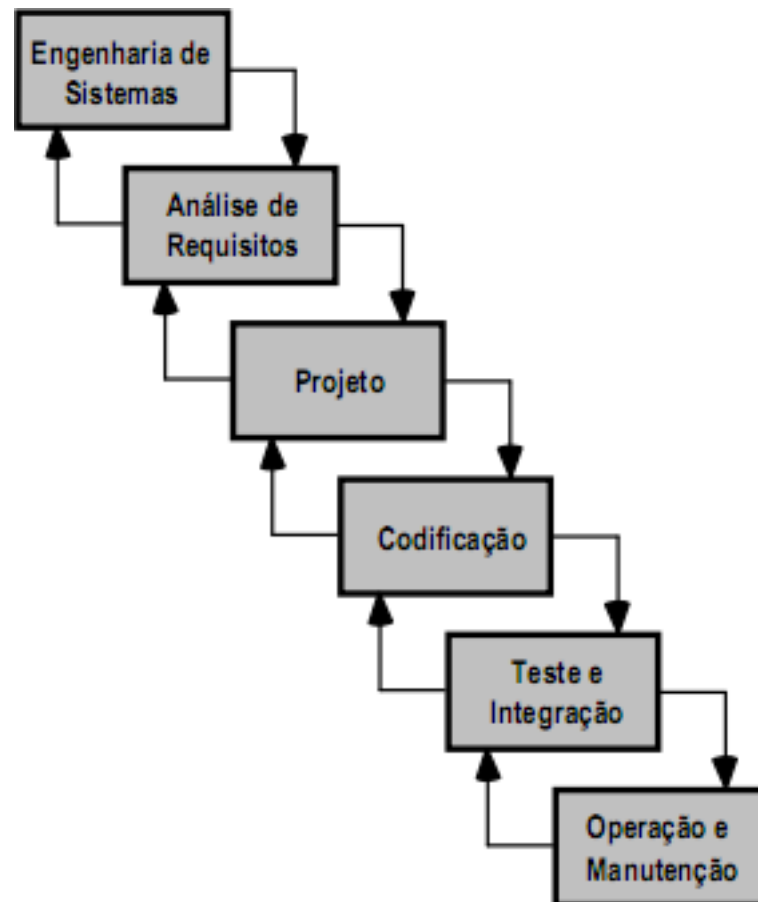 Engenharia de
Sistemas
Análise de
Requisitos
Projeto
Codificação
Teste e
Integração
Operação e
Manutenção